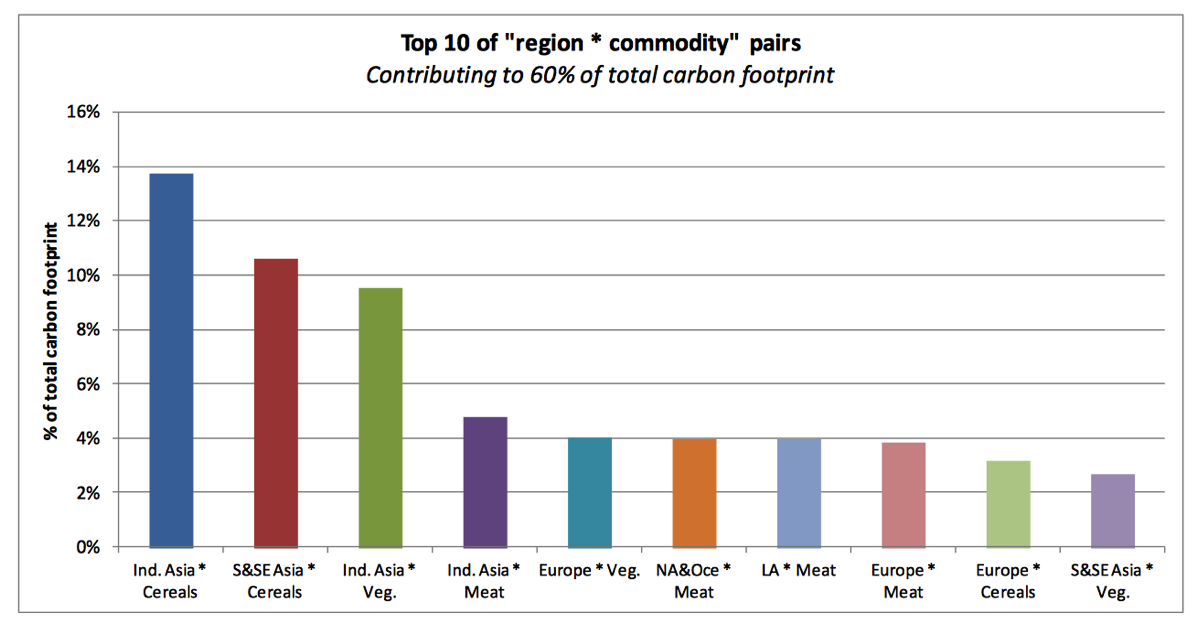 Top 10 of "region * commodity" pairs
Contributing to 60% of total carbon footprint
% of total carbon footprint
16%
14%
12%
10%
8%
6%
4%
2%
0%
Ind. Asia *
Cereals
S&SE Asia *
Cereals
Ind. Asia *
Veg.
Ind. Asia *
Meat
Europe * Veg.
NA&Oce *
Meat
LA * Meat
Europe *
Meat
Europe *
Cereals
S&SE Asia *
Veg.